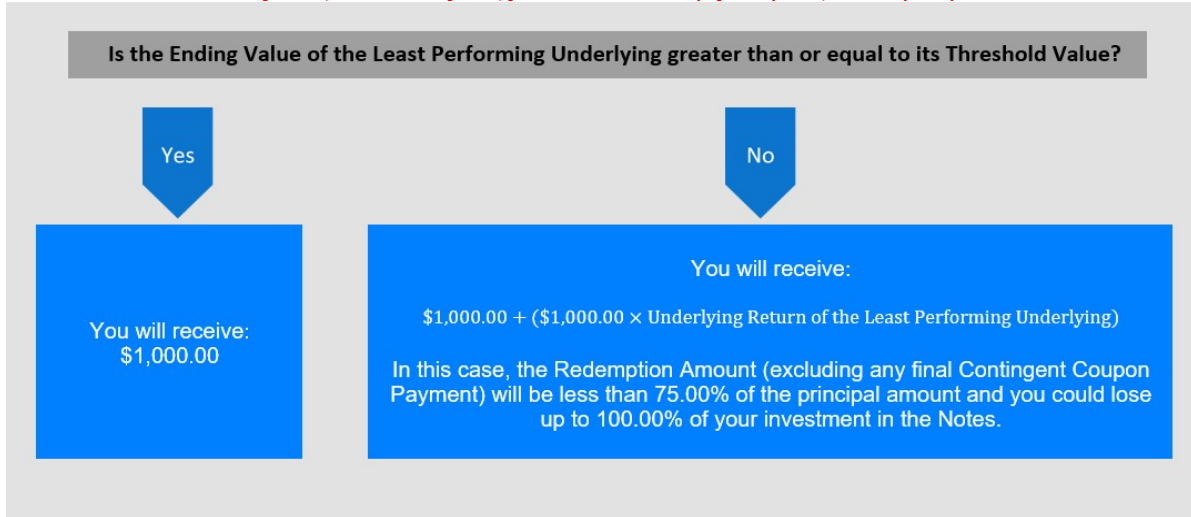 Is the Ending Value of the Least Performing Underlying greater than or equal to its Threshold Value?
Yes
No
You will receive:
$1,000.00
You will receive:
$1,000.00 + ($1,000.00 × Underlying Return of the Least Performing Underlying)
In this case, the Redemption Amount (excluding any final Contingent Coupon
Payment) will be less than 75.00% of the principal amount and you could lose
up to 100.00% of your investment in the Notes.